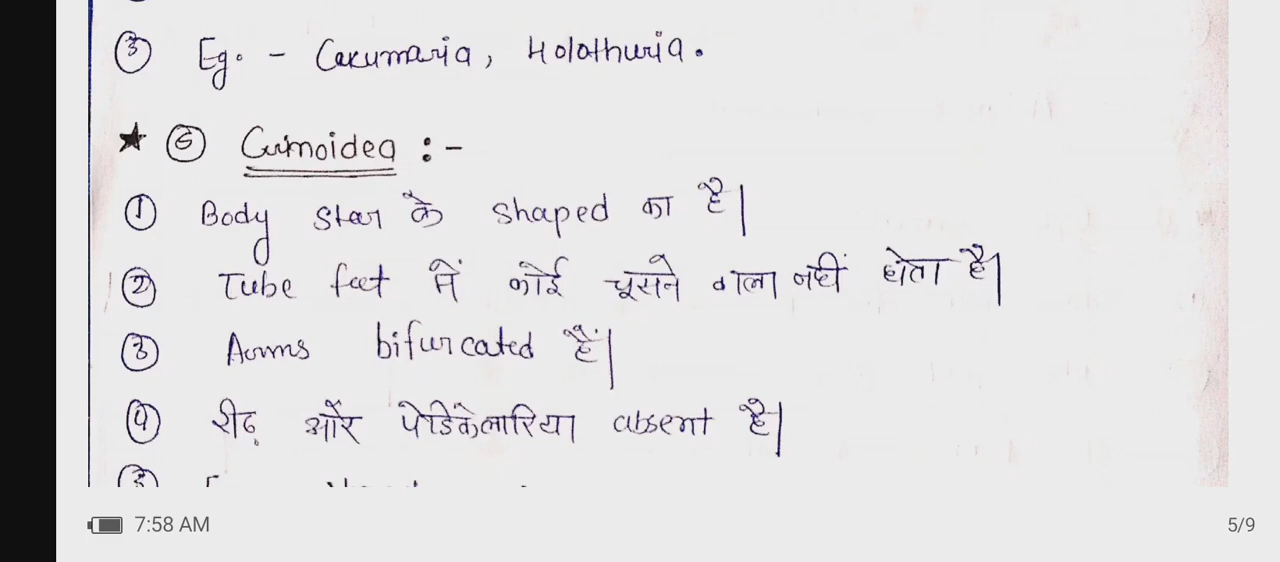 ③ Eg. - Cucumaria, Holothuria.
★ ⑤ Crinoidea :-
① Body star के shaped का है|
② Tube feet में कोई चूसने वाला नहीं होता है|
③ Arms bifurcated हैं|
④ रीढ़ और पेडिकेलारिया absent है|
7:58 AM 5/9